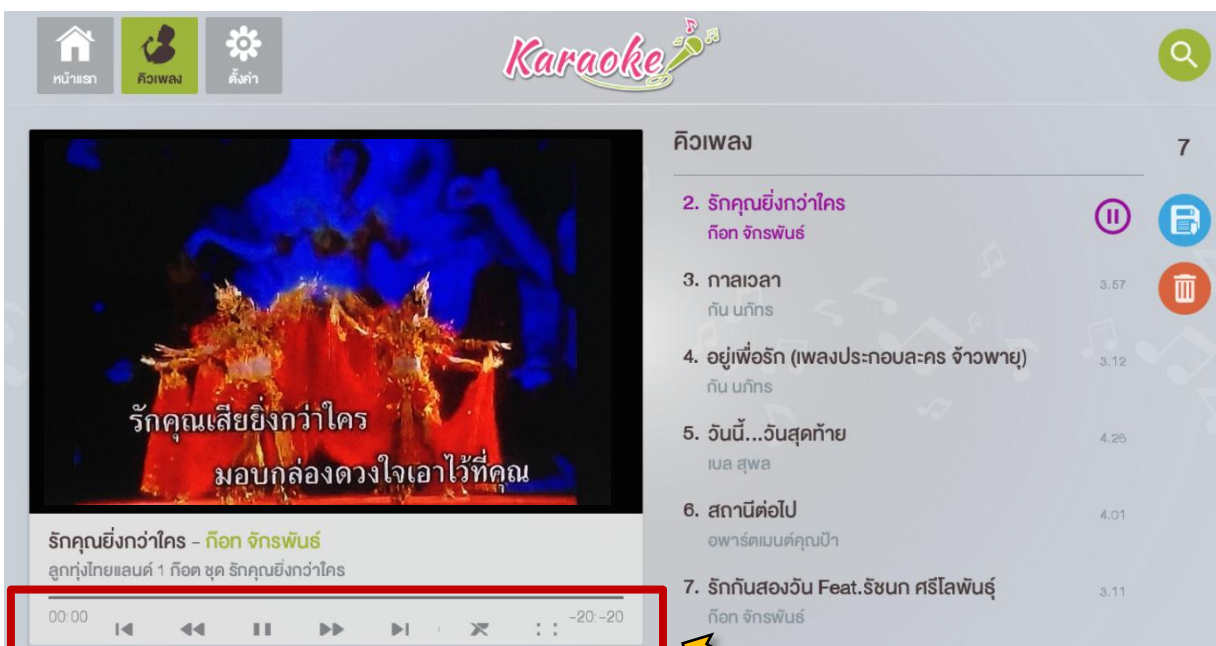 หน้าแรก
คิวเพลง
ตั้งค่า
Karaoke
คิวเพลง
7
2. รักคุณยิ่งกว่าใคร
ก๊อท จักรพันธ์
3. กาลเวลา
3.57
กัน นภัทร
4. อยู่เพื่อรัก (เพลงประกอบละคร จ้าวพายุ)
3.12
กัน นภัทร
5. วันนี้...วันสุดท้าย
4.26
เบล สุพล
6. สถานีต่อไป
4.01
อพาร์ตเมนต์คุณป้า
7. รักกันสองวัน Feat.รัชนก ศรีโลพันธุ์
3.11
ก๊อท จักรพันธ์
รักคุณเสียยิ่งกว่าใคร
มอบกล่องดวงใจเอาไว้ที่คุณ
รักคุณยิ่งกว่าใคร - ก๊อท จักรพันธ์
ลูกทุ่งไทยแลนด์ 1 ก๊อต ชุด รักคุณยิ่งกว่าใคร
00:00
-20:-20